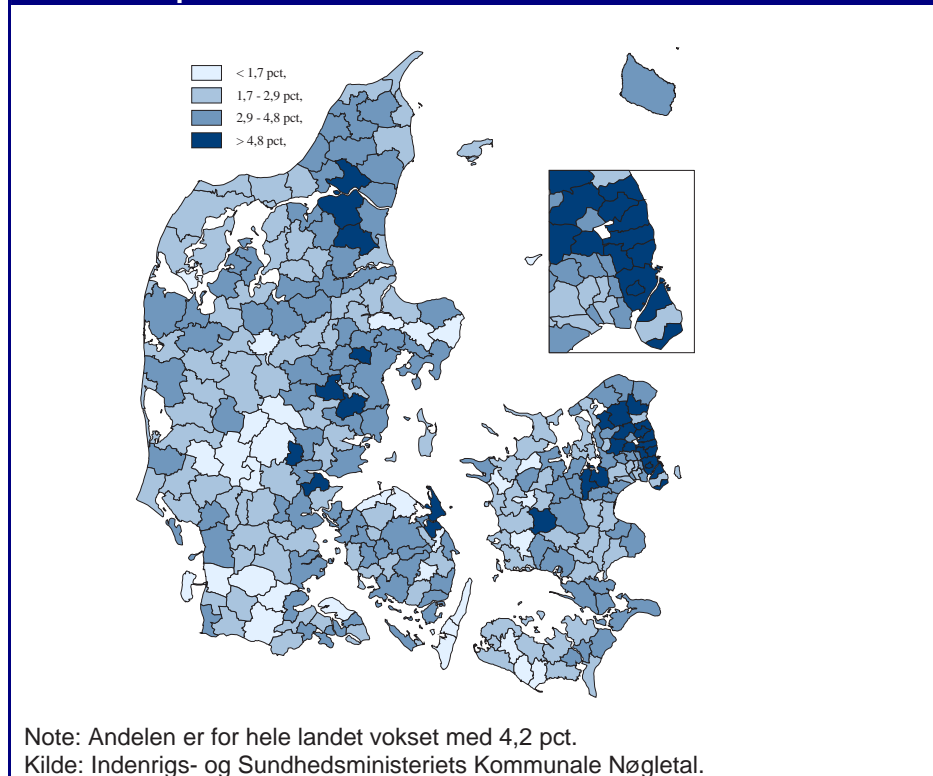 < 1,7 pct,
1,7 - 2,9 pct,
2,9 - 4,8 pct,
> 4,8 pct,
Note: Andelen er for hele landet vokset med 4,2 pct.
Kilde: Indenrigs- og Sundhedsministeriets Kommunale Nøgletal.